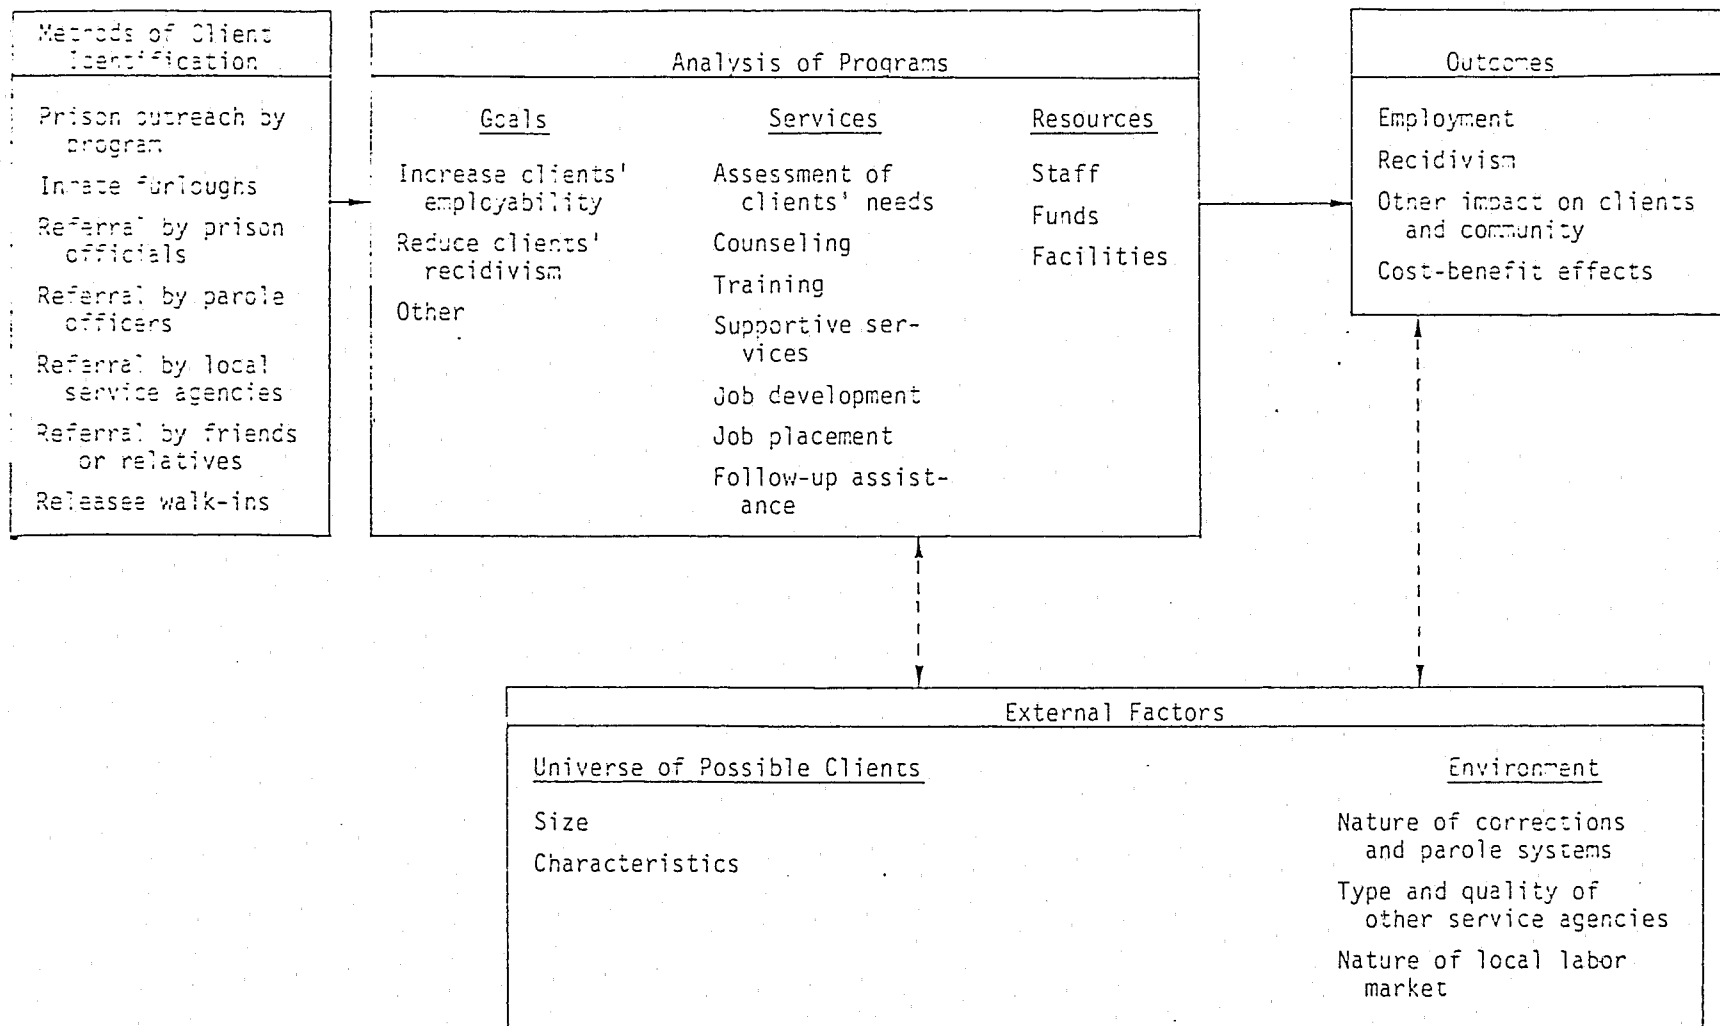 Methods of Client
Identification
Prison outreach by
program
Inmate furloughs
Referral by prison
officials
Referral by parole
officers
Referral by local
service agencies
Referral by friends
or relatives
Releasee walk-ins
Analysis of Programs
Goals
Increase clients'
employability
Reduce clients'
recidivism
Other
Services
Assessment of
clients' needs
Counseling
Training
Supportive ser-
vices
Job development
Job placement
Follow-up assist-
ance
Resources
Staff
Funds
Facilities
Outcomes
Employment
Recidivism
Other impact on clients
and community
Cost-benefit effects
External Factors
Universe of Possible Clients
Size
Characteristics
Environment
Nature of corrections
and parole systems
Type and quality of
other service agencies
Nature of local labor
market